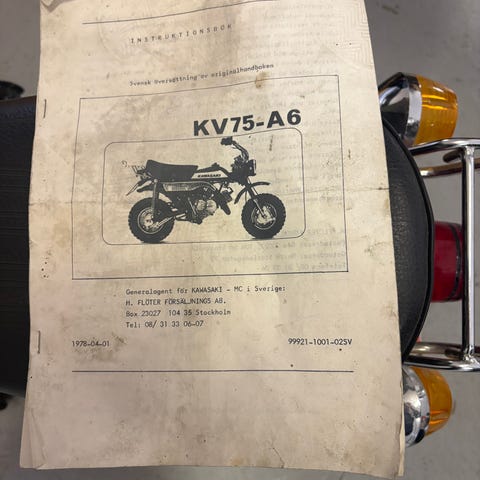 INSTRUKTIONSBOK
Svensk översättning av originalhandboken
KV75-A6
KAWASAKI
Generalagent för KAWASAKI - MC i Sverige:
H. FLÖTER FÖRSÄLJNINGS AB.
Box 23027 104 35 Stockholm
Tel: 08/ 31 33 06-07
1978-04-01 99921-1001-02SV